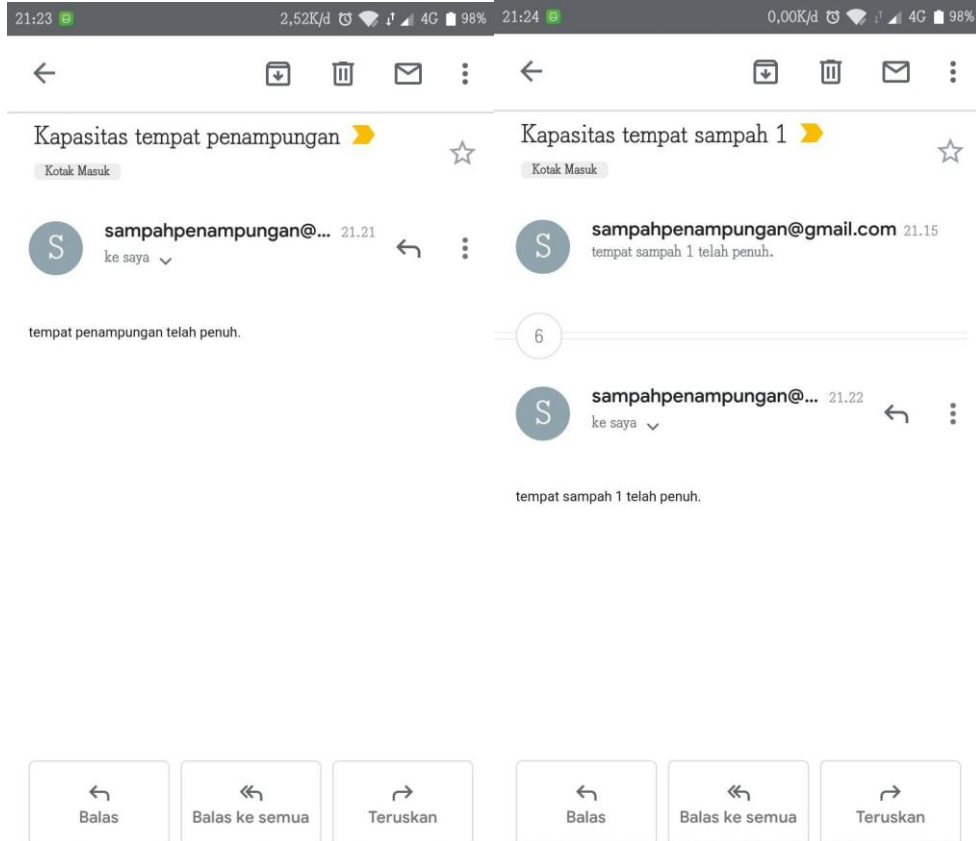 21:23 2,52K/d 4G 98%
Kapasitas tempat penampungan
Kotak Masuk
S
sampahpenampungan@... 21.21
ke saya
tempat penampungan telah penuh.
Balas
Balas ke semua
Teruskan
21:24 0,00K/d 4G 98%
Kapasitas tempat sampah 1
Kotak Masuk
S
sampahpenampungan@gmail.com 21.15
tempat sampah 1 telah penuh.
6
S
sampahpenampungan@... 21.22
ke saya
tempat sampah 1 telah penuh.
Balas
Balas ke semua
Teruskan